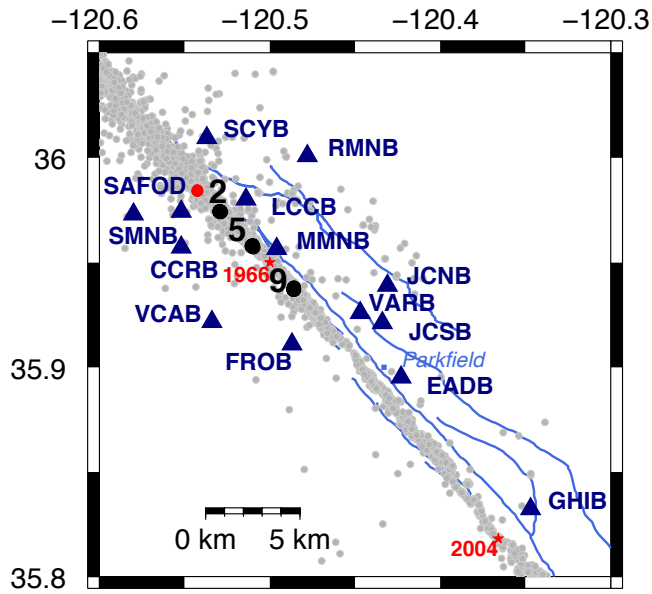 −120.6 −120.5 −120.4 −120.3
SCYB
RMNB
36
SAFOD
2
LCCB
SMNB
5
MMNB
CCRB
1966
9
JCNB
VARB
VCAB
JCSB
FROB
Parkfield
35.9
EADB
GHIB
0 km 5 km
2004
35.8